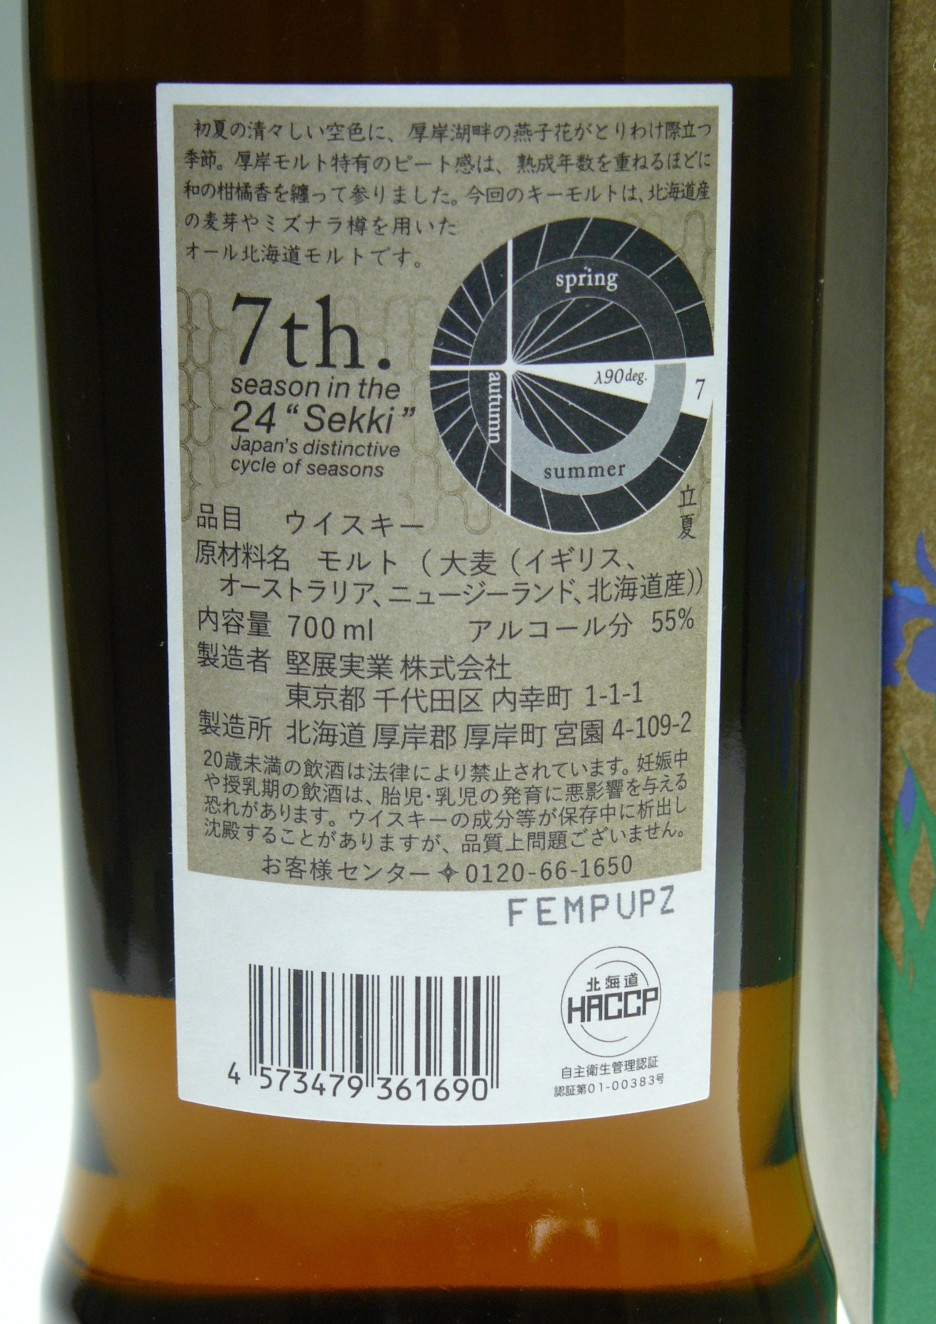 初夏の清々しい空色に、厚岸湖畔の燕子花がとりわけ際立つ
季節。厚岸モルト特有のピート感は、熟成年数を重ねるほどに
和の柑橘香を纏って参りました。今回のキーモルトは、北海道産
の麦芽やミズナラ樽を用いた
オール北海道モルトです。
spring
7th.
season in the
24 “Sekki”
Japan's distinctive
cycle of seasons
λ90deg.
7
autumn
summer
立夏
品目 ウイスキー
原材料名 モルト（大麦（イギリス、
オーストラリア、ニュージーランド、北海道産））
内容量 700ml アルコール分 55%
製造者 堅展実業 株式会社
東京都 千代田区 内幸町 1-1-1
製造所 北海道 厚岸郡 厚岸町 宮園 4-109-2
20歳未満の飲酒は法律により禁止されています。妊娠中
や授乳期の飲酒は、胎児・乳児の発育に悪影響を与える
恐れがあります。ウイスキーの成分等が保存中に析出し
沈殿することがありますが、品質上問題ございません。
お客様センター✧0120-66-1650
FEMPUPZ
北海道
HACCP
自主衛生管理認証
認証第01-00383号
4 573479 361690